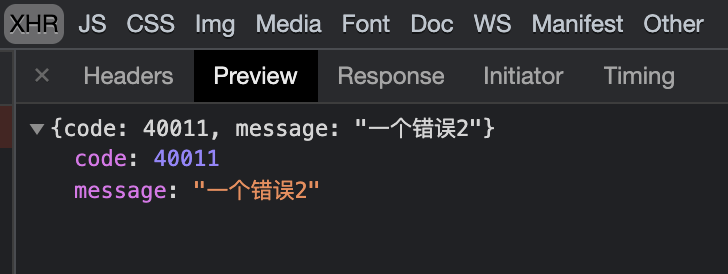 XHR JS CSS Img Media Font Doc WS Manifest Other
× Headers Preview Response Initiator Timing
▼{code: 40011, message: "一个错误2"}
code: 40011
message: "一个错误2"